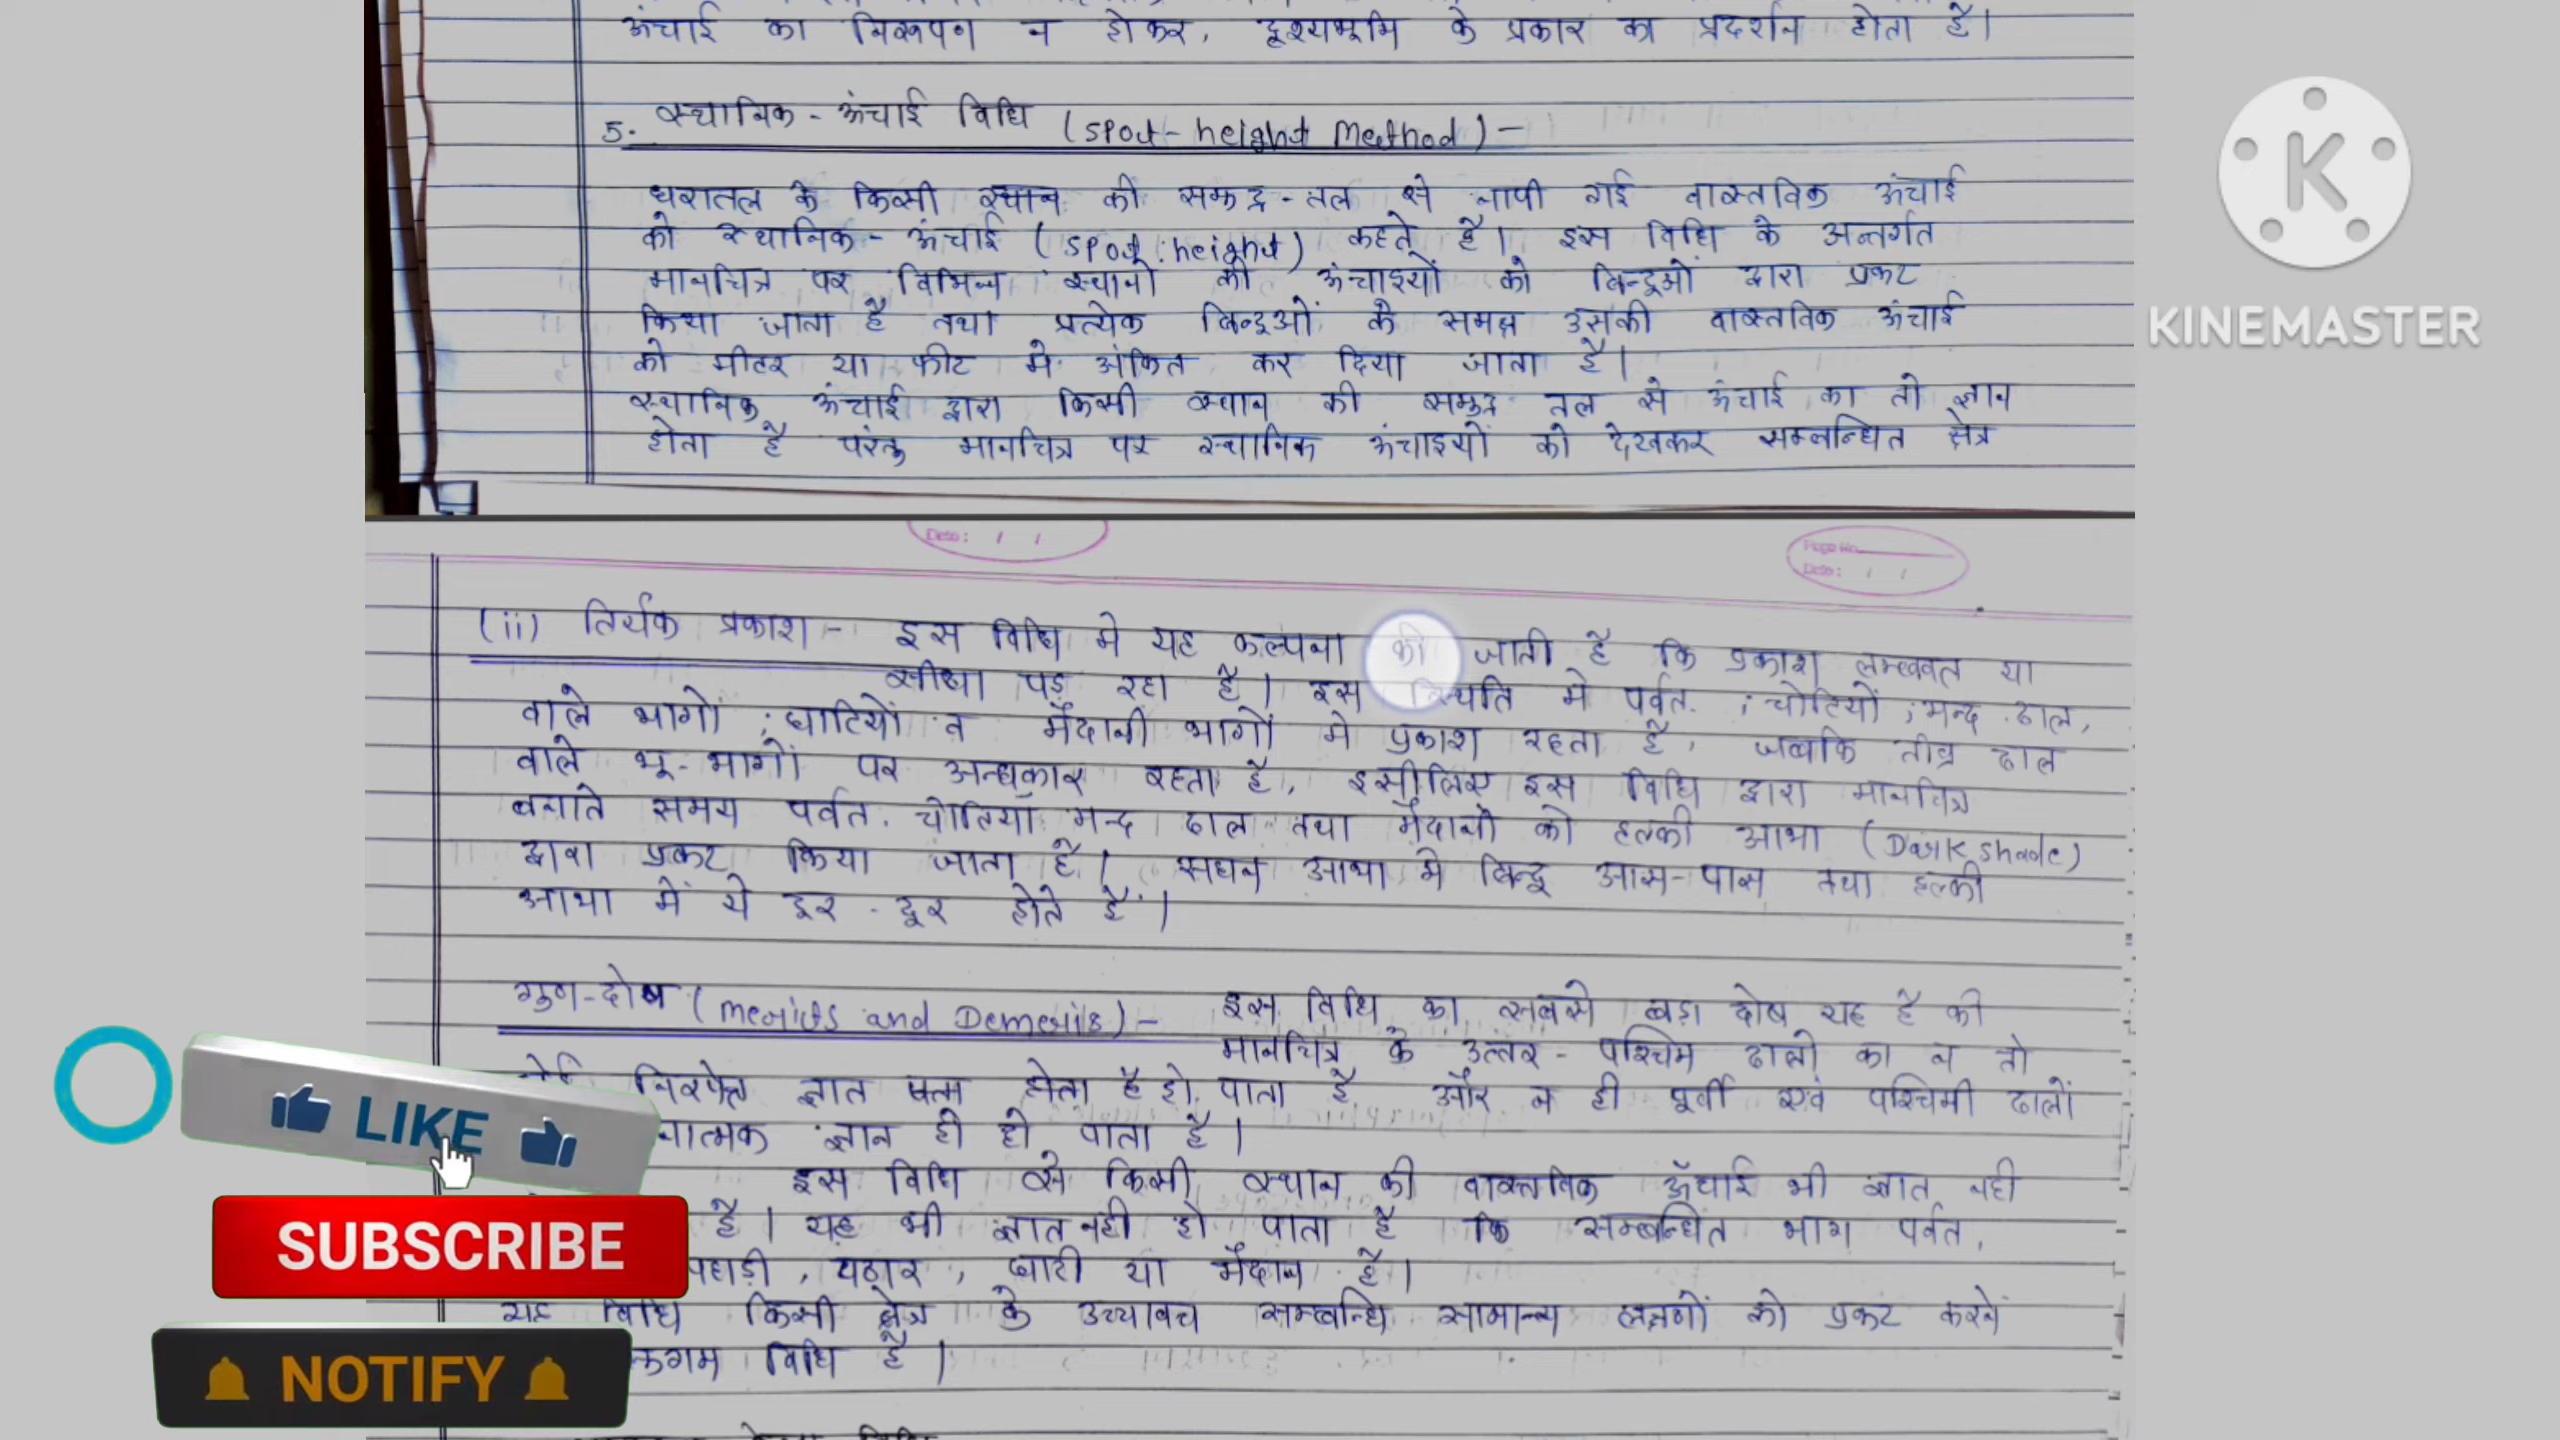 ऊंचाई का निरूपण न होकर, दृश्यभूमि के प्रकार का प्रदर्शन होता है।
5. स्थानिक - ऊंचाई विधि (Spot-height Method) -
धरातल के किसी स्थान की समुद्र-तल से नापी गई वास्तविक ऊंचाई
को स्थानिक - ऊंचाई (Spot height) कहते है। इस विधि के अन्तर्गत
मानचित्र पर विभिन्न स्थानों की ऊंचाइयों को बिन्दुओं द्वारा प्रकट
किया जाता है तथा प्रत्येक बिन्दुओं के समक्ष उसकी वास्तविक ऊंचाई
को मीटर या फीट मे अंकित कर दिया जाता है।
स्थानिक ऊंचाई द्वारा किसी स्थान की समुद्र तल से ऊंचाई का तो ज्ञान
होता है परंतु मानचित्र पर स्थानिक ऊंचाइयों को देखकर सम्बन्धित क्षेत्र
KINEMASTER
Date: / /
Page No.
Date: / /
(ii) तिर्यक प्रकाश - इस विधि मे यह कल्पना की जाती है कि प्रकाश लम्बवत या
सीधा पड़ रहा है। इस स्थिति मे पर्वत ; चोटियों ; मन्द ढाल,
वाले भागों ; घाटियों व मैदानी भागों मे प्रकाश रहता है, जबकि तीव्र ढाल
वाले भू-भागों पर अन्धकार रहता है, इसीलिए इस विधि द्वारा मानचित्र
बनाते समय पर्वत. चोतियाँ मन्द ढाल तथा मैदानों को हलकी आभा (Dark shade)
द्वारा प्रकट किया जाता है। सघन आभा मे बिन्दू आस-पास तथा हल्की
आभा में ये दूर - दूर होते है।
गुण-दोष (Merits and Demerits) - इस विधि का सबसे बड़ा दोष यह है की
मानचित्र के उत्तर - पश्चिम ढालो का न तो
ज्ञात होता है हो पाता है और न ही पूर्वी एवं पश्चिमी ढालों
ज्ञान ही हो पाता है।
इस विधि से किसी स्थान की वास्तविक ऊँचाई भी ज्ञात नही
है। यह भी ज्ञात नही हो पाता है कि सम्बन्धित भाग पर्वत,
पहाड़ी, पठार, घाटी या मैदान है।
यह विधि किसी क्षेत्र के उच्यावच सम्बन्धि सामान्य लक्षणों को प्रकट करने
विधि है।
LIKE
SUBSCRIBE
NOTIFY